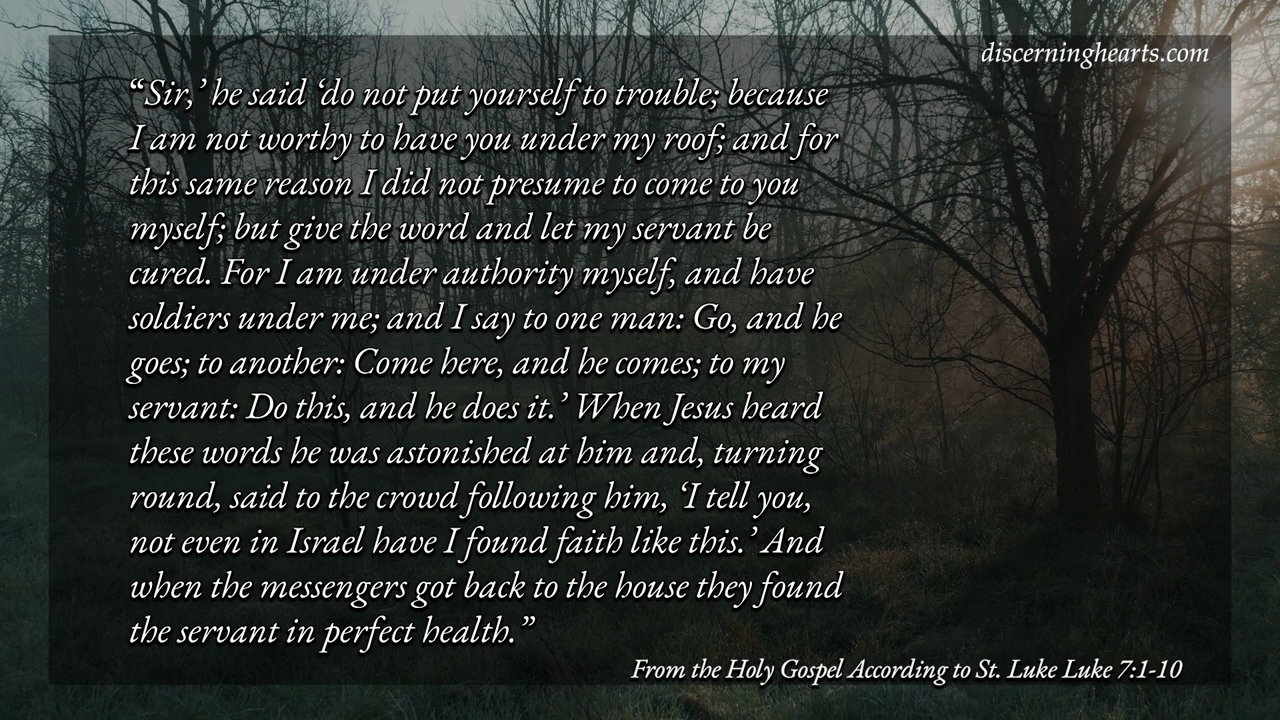 discerninghearts.com
“Sir,’ he said ‘do not put yourself to trouble; because
I am not worthy to have you under my roof; and for
this same reason I did not presume to come to you
myself; but give the word and let my servant be
cured. For I am under authority myself, and have
soldiers under me; and I say to one man: Go, and he
goes; to another: Come here, and he comes; to my
servant: Do this, and he does it.’ When Jesus heard
these words he was astonished at him and, turning
round, said to the crowd following him, ‘I tell you,
not even in Israel have I found faith like this.’ And
when the messengers got back to the house they found
the servant in perfect health.”
From the Holy Gospel According to St. Luke Luke 7:1-10